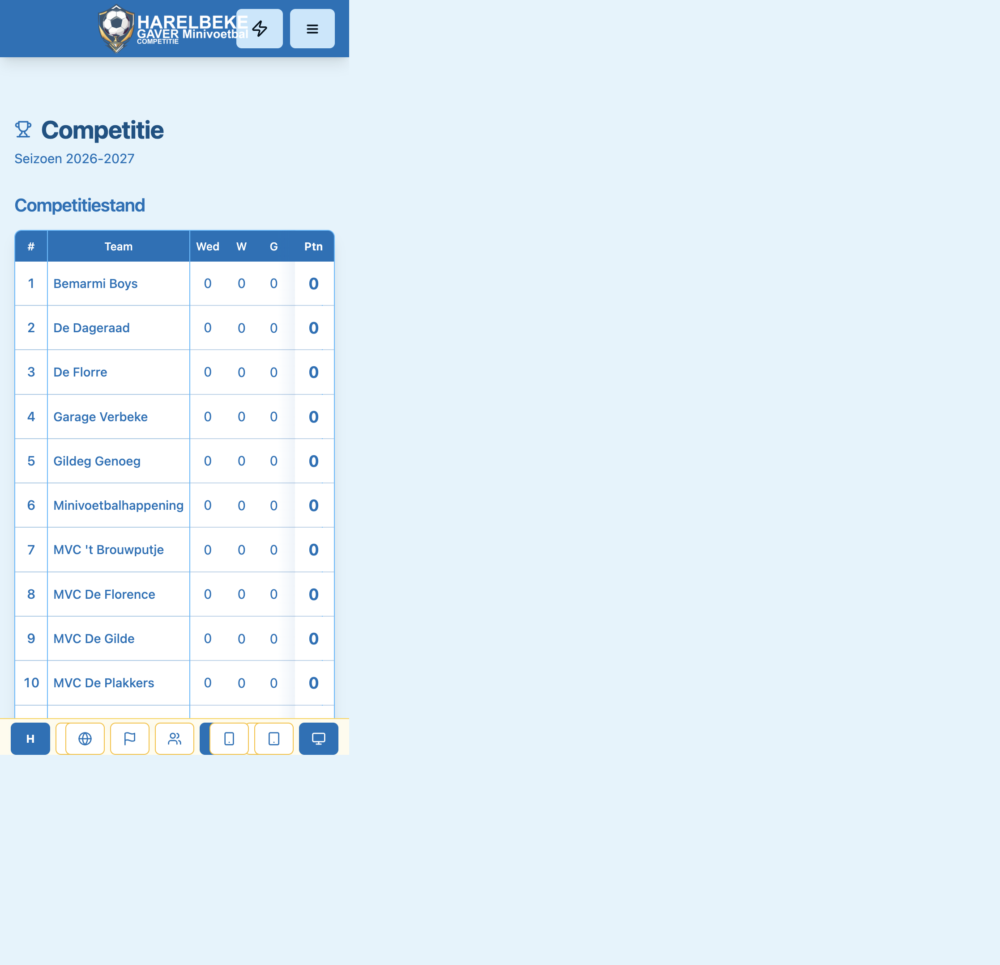 HARELBEKE
GAVER Minivoetbal
COMPETITIE
Competitie
Seizoen 2026-2027
Competitiestand
# Team Wed W G Ptn
1 Bemarmi Boys 0 0 0 0
2 De Dageraad 0 0 0 0
3 De Florre 0 0 0 0
4 Garage Verbeke 0 0 0 0
5 Gildeg Genoeg 0 0 0 0
6 Minivoetbalhappening 0 0 0 0
7 MVC 't Brouwputje 0 0 0 0
8 MVC De Florence 0 0 0 0
9 MVC De Gilde 0 0 0 0
10 MVC De Plakkers 0 0 0 0
H